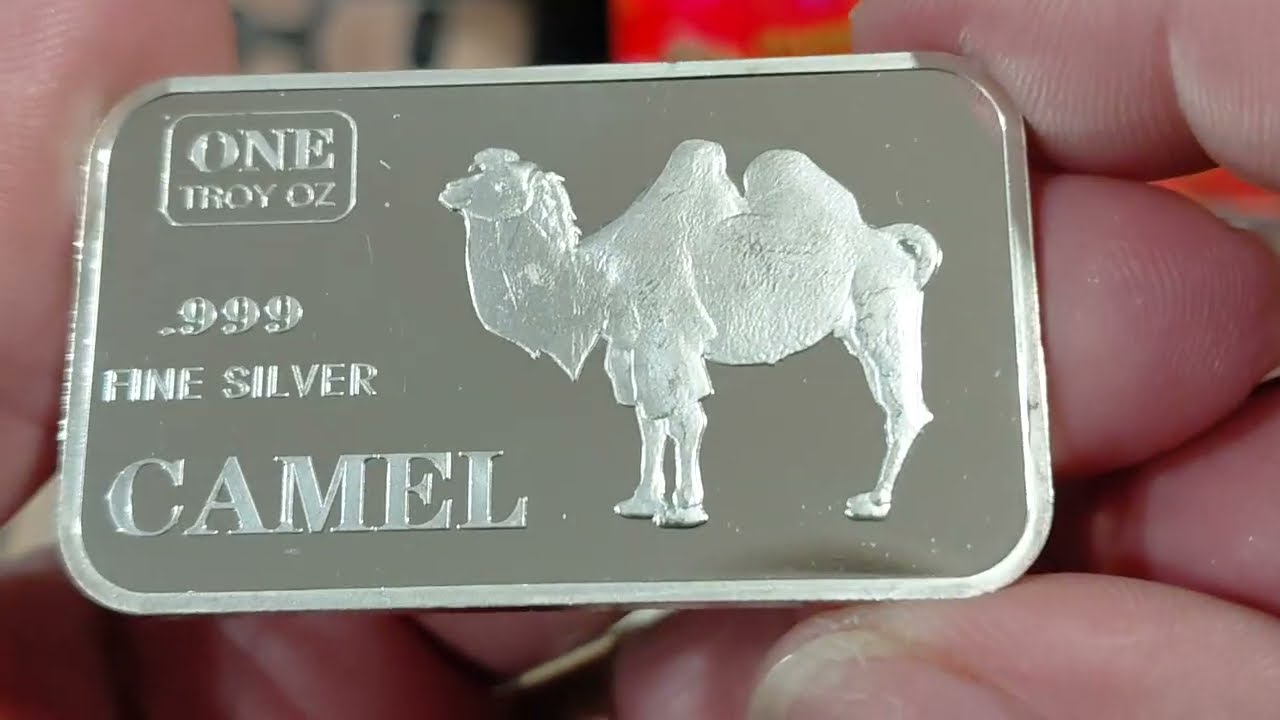 ONE
TROY OZ
.999
FINE SILVER
CAMEL